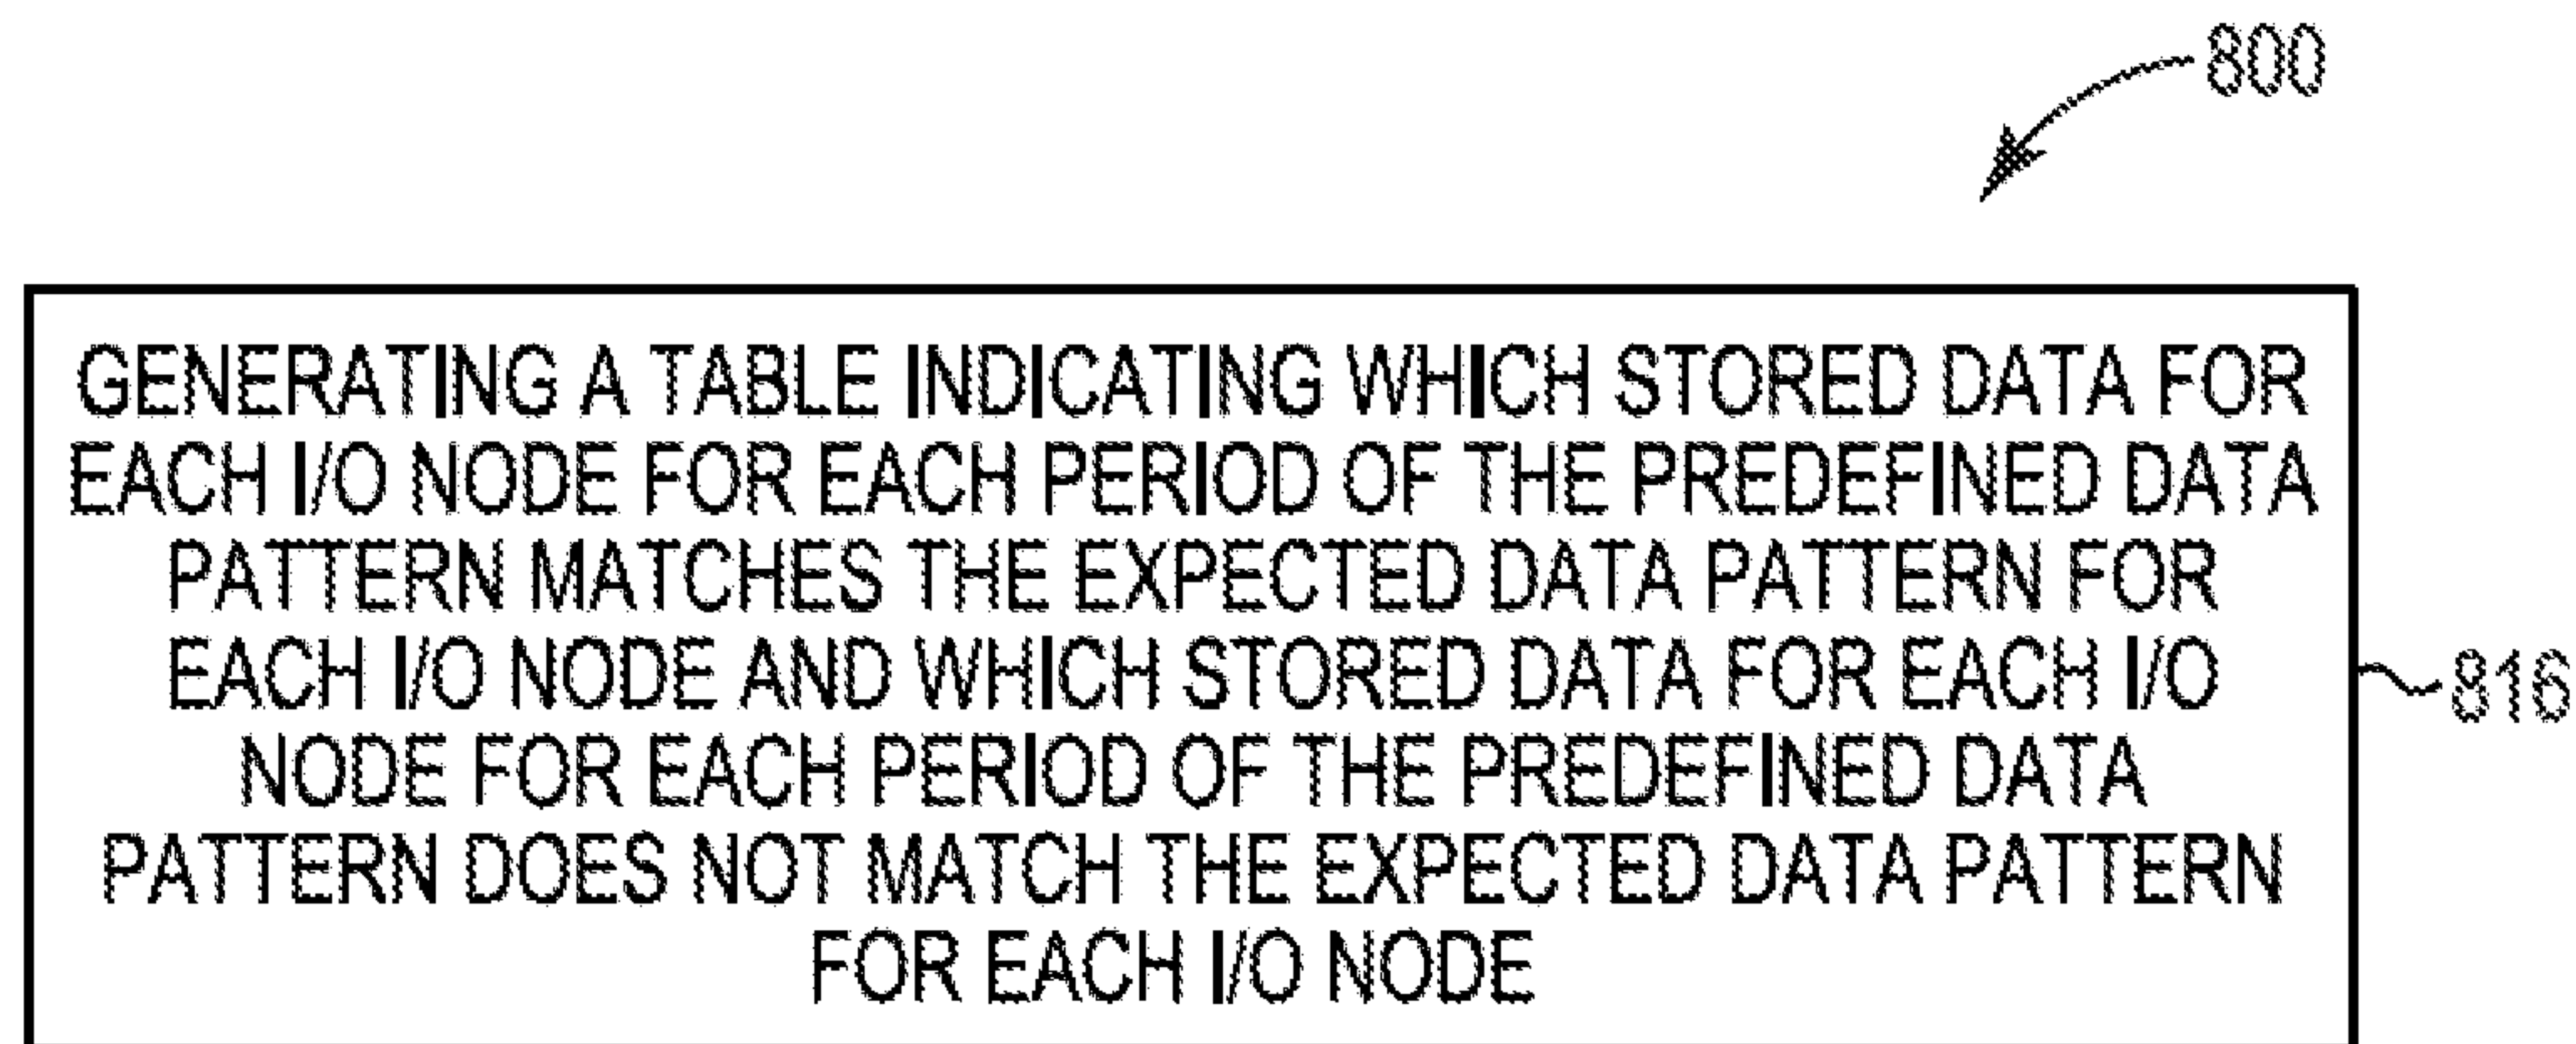 800
GENERATING A TABLE INDICATING WHICH STORED DATA FOR
EACH I/O NODE FOR EACH PERIOD OF THE PREDEFINED DATA
PATTERN MATCHES THE EXPECTED DATA PATTERN FOR
EACH I/O NODE AND WHICH STORED DATA FOR EACH I/O
NODE FOR EACH PERIOD OF THE PREDEFINED DATA
PATTERN DOES NOT MATCH THE EXPECTED DATA PATTERN
FOR EACH I/O NODE
816